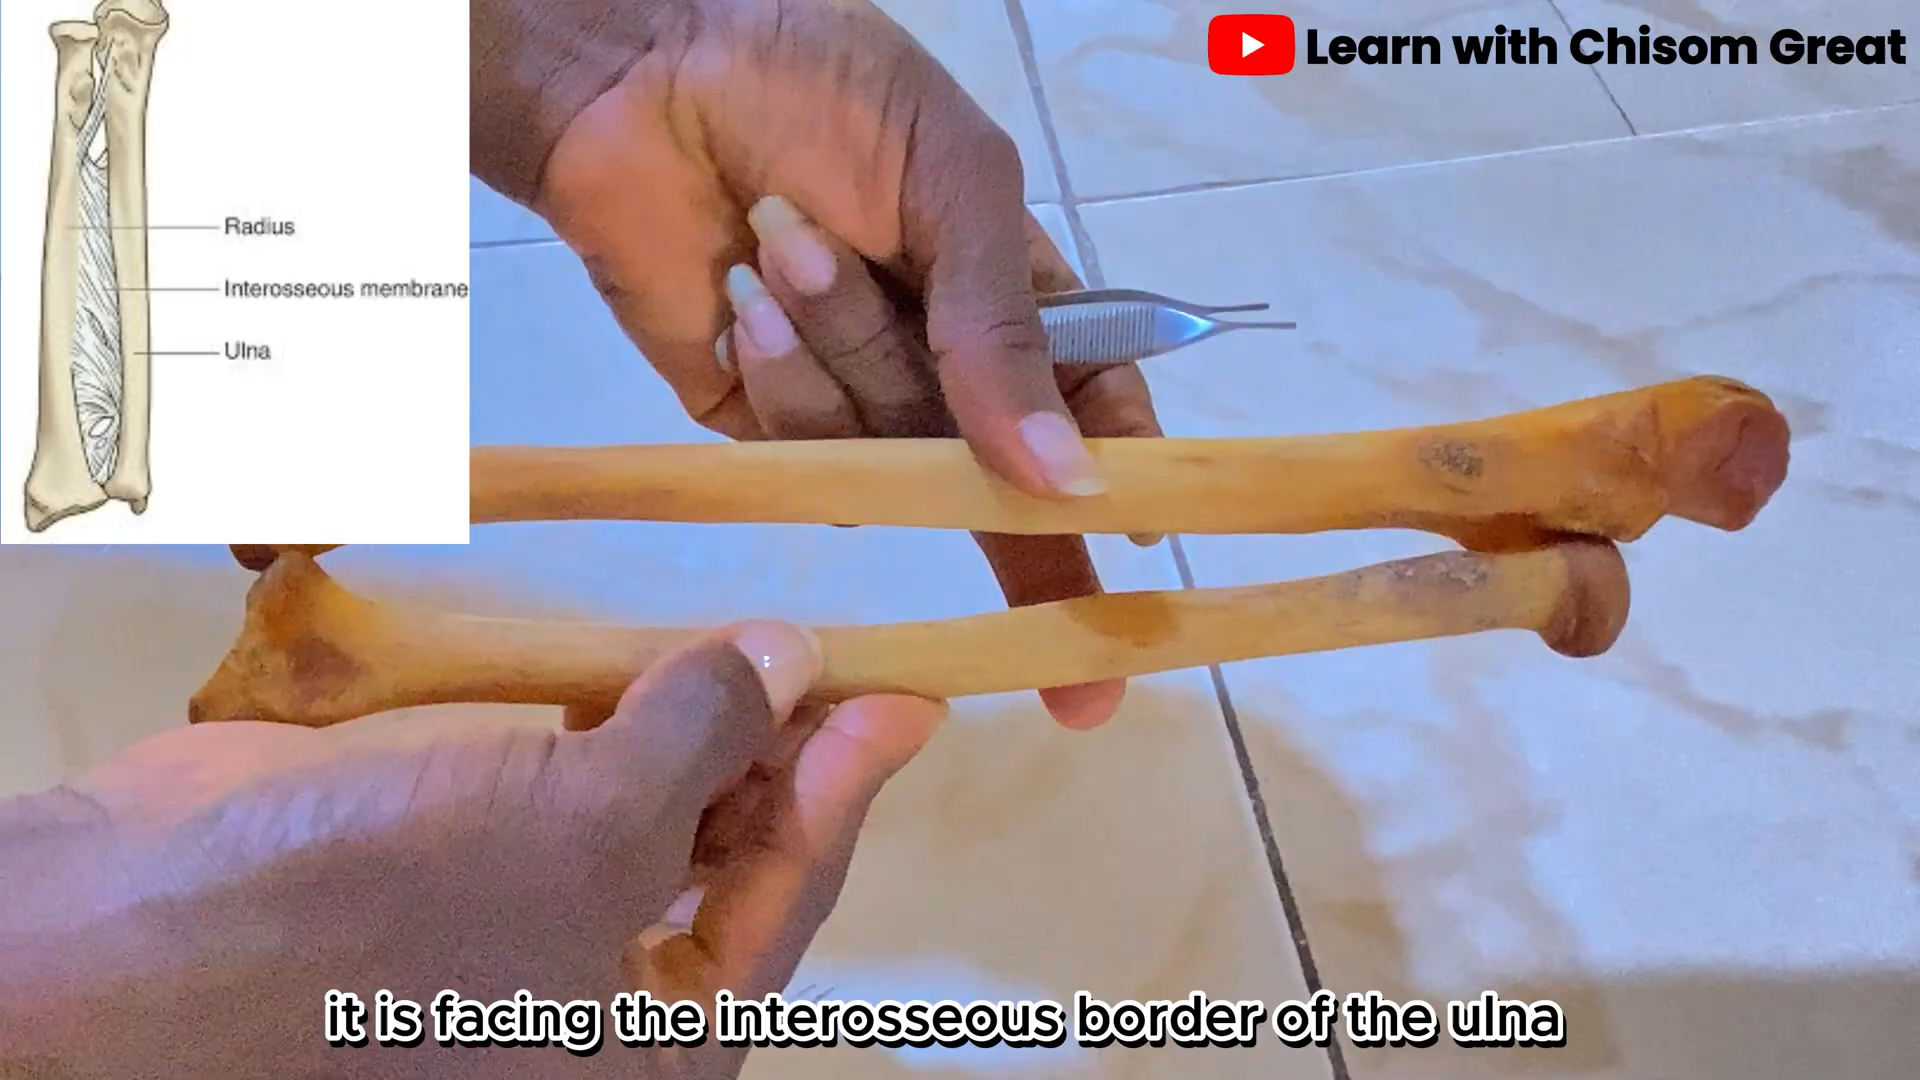 Learn with Chisom Great
Radius
Interosseous membrane
Ulna
it is facing the interosseous border of the ulna